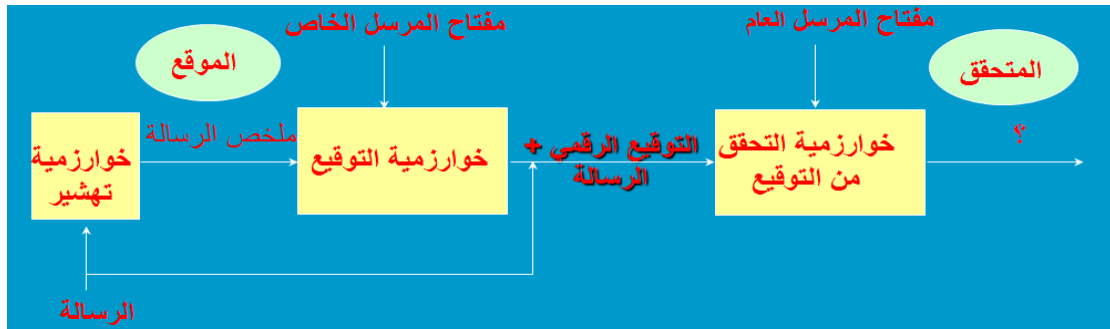 مفتاح المرسل الخاص
مفتاح المرسل العام
الموقع
المتحقق
ملخص الرسالة
خوارزمية
تهشير
خوارزمية التوقيع
التوقيع الرقمي +
الرسالة
خوارزمية التحقق
من التوقيع
؟
الرسالة